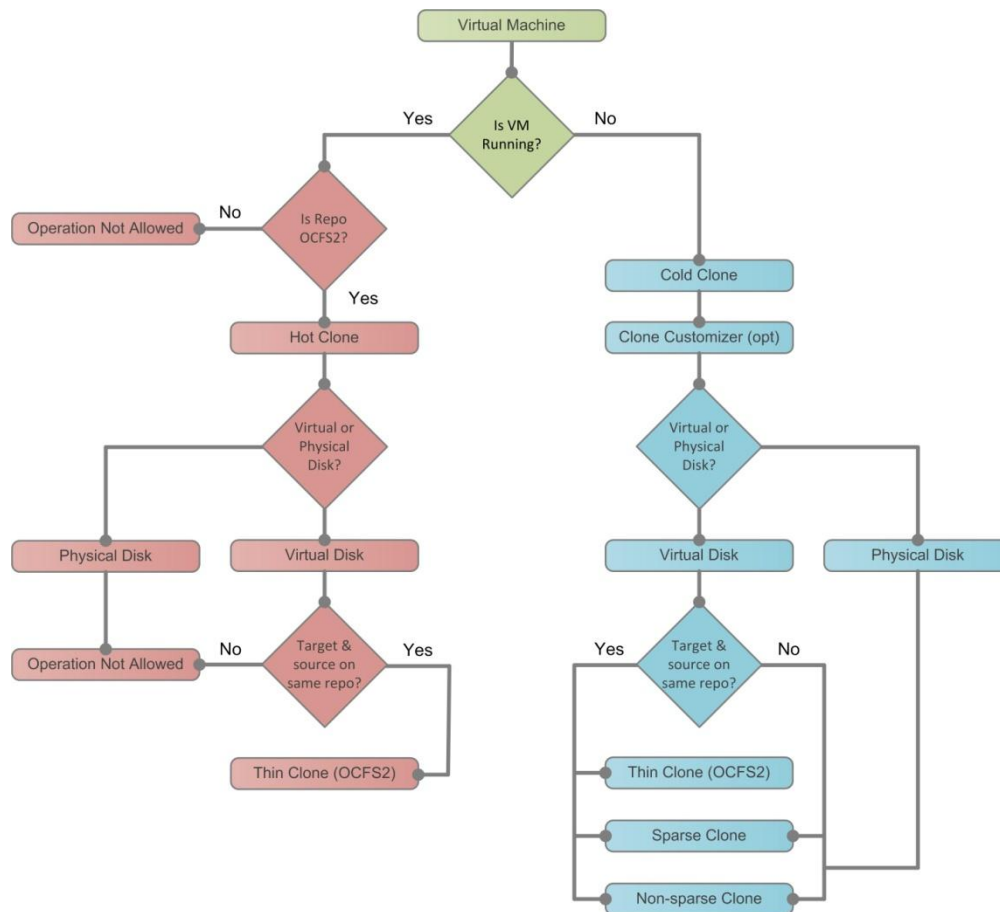 Virtual Machine
Yes
Is VM
Running?
No
No
Is Repo
OCFS2?
Operation Not Allowed
Yes
Cold Clone
Hot Clone
Clone Customizer (opt)
Virtual or
Physical
Disk?
Virtual or
Physical
Disk?
Physical Disk
Virtual Disk
Virtual Disk
Physical Disk
Operation Not Allowed
No
Target &
source on
same repo?
Yes
Yes
Target &
source on
same repo?
No
Thin Clone (OCFS2)
Thin Clone (OCFS2)
Sparse Clone
Non-sparse Clone